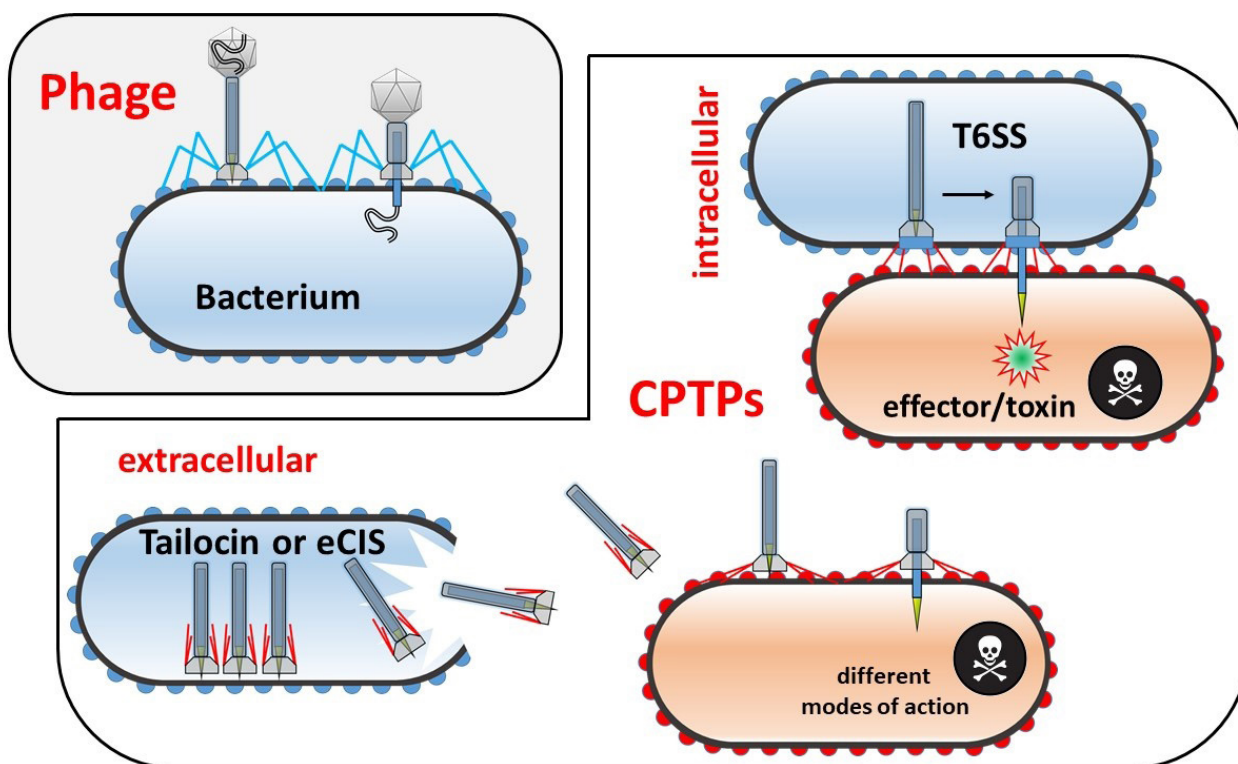 Phage
Bacterium
intracellular
T6SS
effector/toxin
CPTPs
extracellular
Tailocin or eCIS
different
modes of action